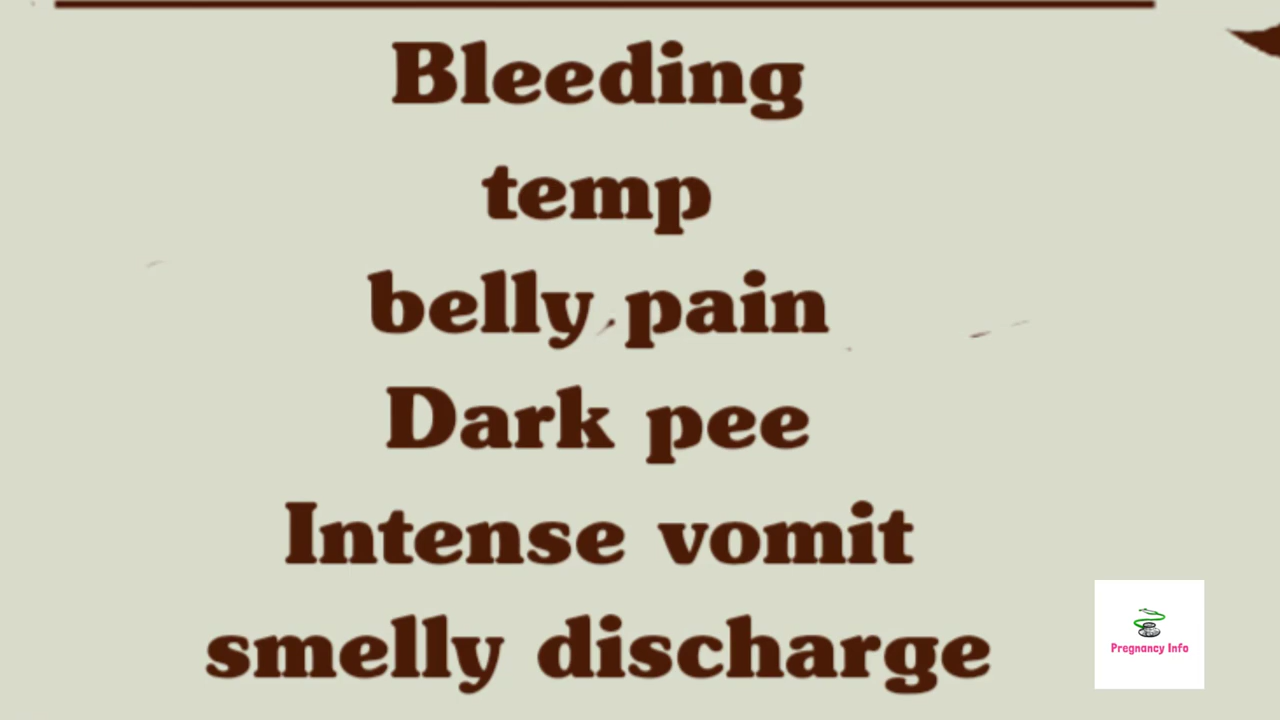 Bleeding
temp
belly pain
Dark pee
Intense vomit
smelly discharge
Pregnancy Info